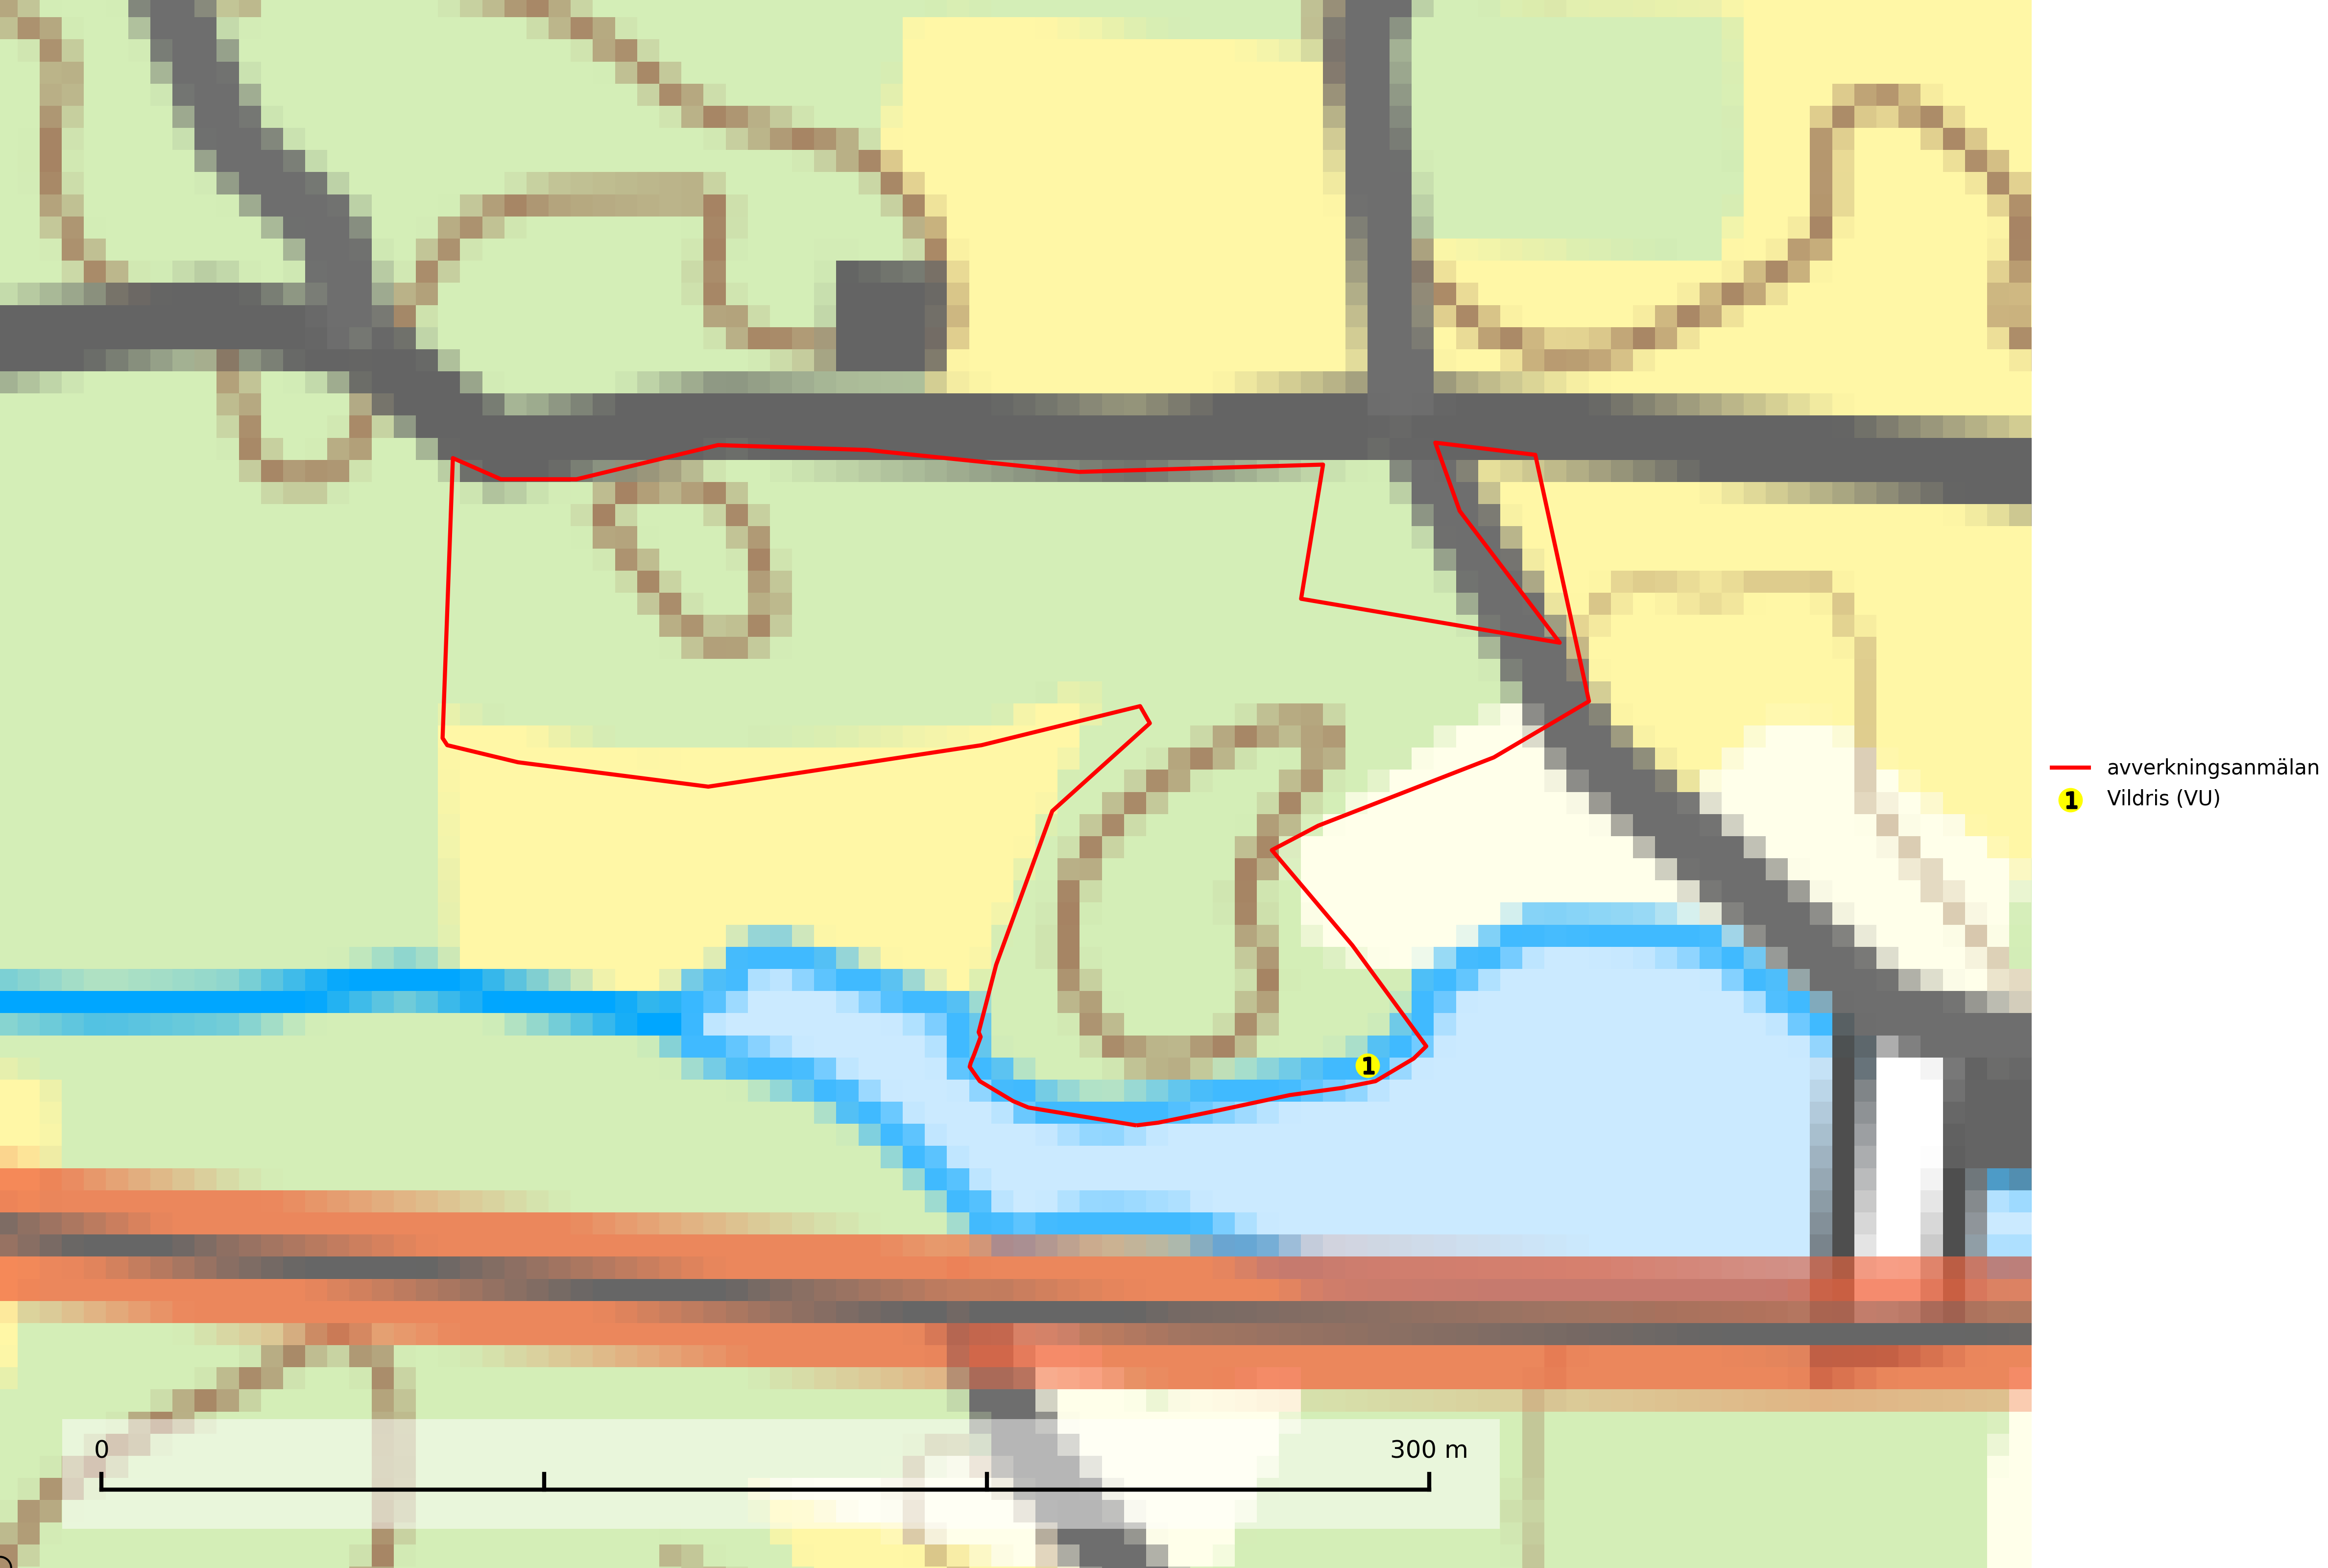 avverkningsanmälan
1 Vildris (VU)
1
0 300 m